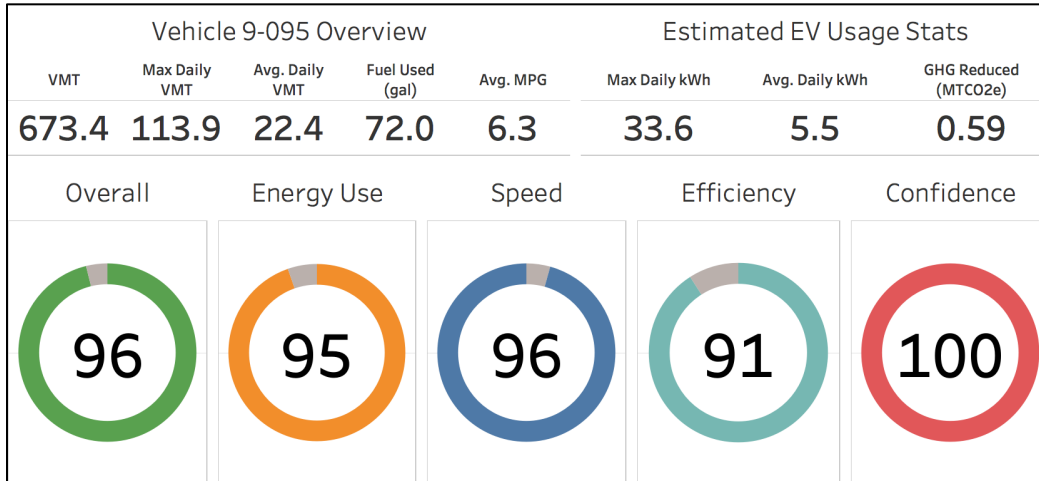 Vehicle 9-095 Overview
VMT
Max Daily
VMT
Avg. Daily
VMT
Fuel Used
(gal)
Avg. MPG
673.4 113.9 22.4 72.0 6.3
Estimated EV Usage Stats
Max Daily kWh
Avg. Daily kWh
GHG Reduced
(MTCO2e)
33.6 5.5 0.59
Overall
96
Energy Use
95
Speed
96
Efficiency
91
Confidence
100